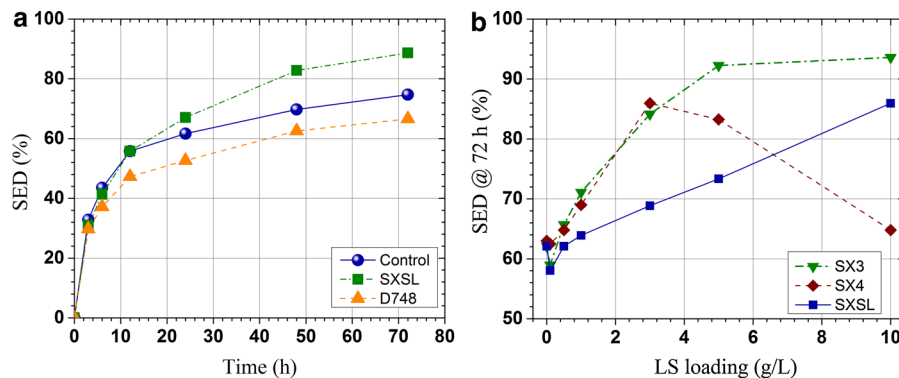 a
100
80
60
40
20
0
SED (%)
0 10 20 30 40 50 60 70 80
Time (h)
Control
SXSL
D748
b
100
90
80
70
60
50
SED @ 72 h (%)
0 2 4 6 8 10
LS loading (g/L)
SX3
SX4
SXSL